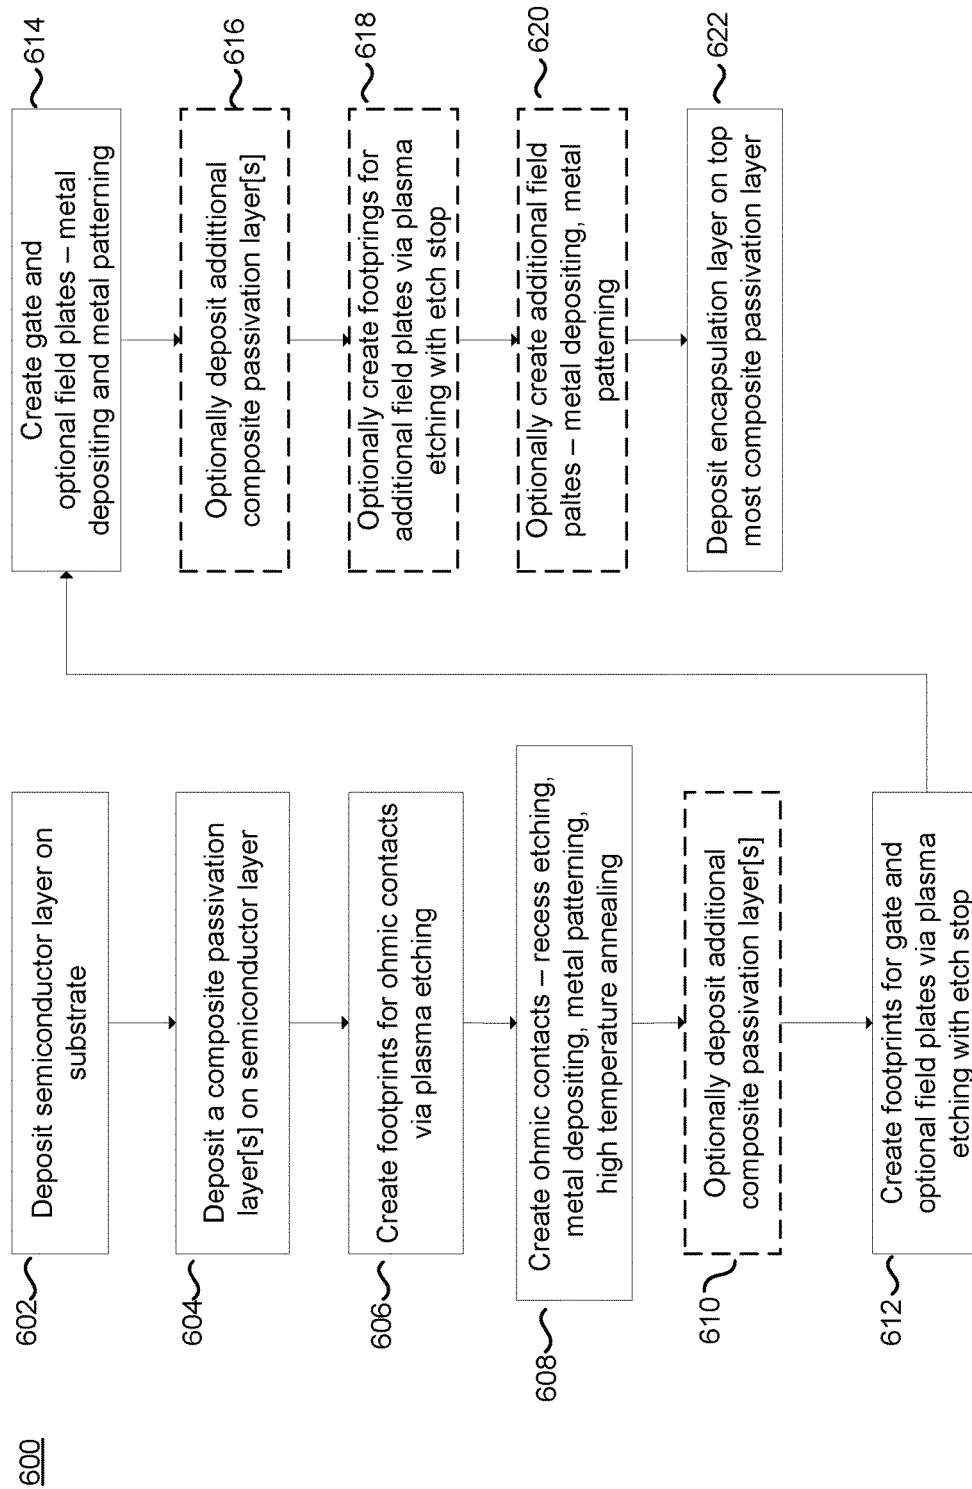 600
602
Deposit semiconductor layer on
substrate
604
Deposit a composite passivation
layer[s] on semiconductor layer
606
Create footprints for ohmic contacts
via plasma etching
608
Create ohmic contacts – recess etching,
metal depositing, metal patterning,
high temperature annealing
610
Optionally deposit additional
composite passivation layer[s]
612
Create footprints for gate and
optional field plates via plasma
etching with etch stop
614
Create gate and
optional field plates – metal
depositing and metal patterning
616
Optionally deposit addittional
composite passivation layer[s]
618
Optionally create footprings for
additional field plates via plasma
etching with etch stop
620
Optionally create additional field
paltes – metal depositing, metal
patterning
622
Deposit encapsulation layer on top
most composite passivation layer